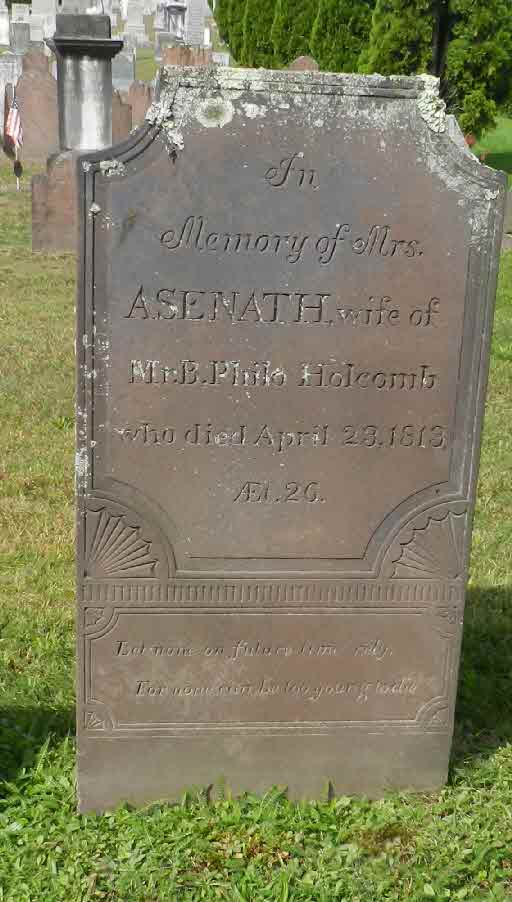 In
Memory of Mrs.
ASENATH, wife of
Mr. B. Philo Holcomb
who died April 23, 1813,
Æt. 26.
Let none on future time rely,
For none can be too young to die